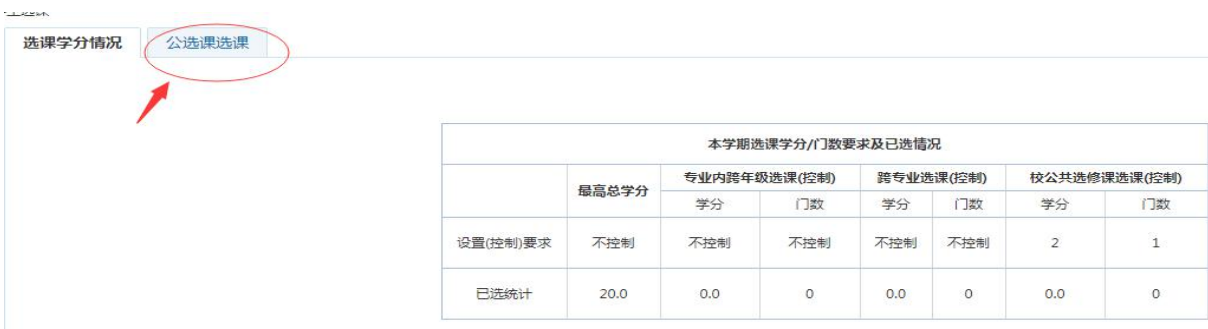 选课学分情况 公选课选课
本学期选课学分/门数要求及已选情况
最高总学分 专业内跨年级选课(控制) 跨专业选课(控制) 校公共选修课选课(控制)
学分 门数 学分 门数 学分 门数
设置(控制)要求 不控制 不控制 不控制 不控制 不控制 2 1
已选统计 20.0 0.0 0 0.0 0 0.0 0